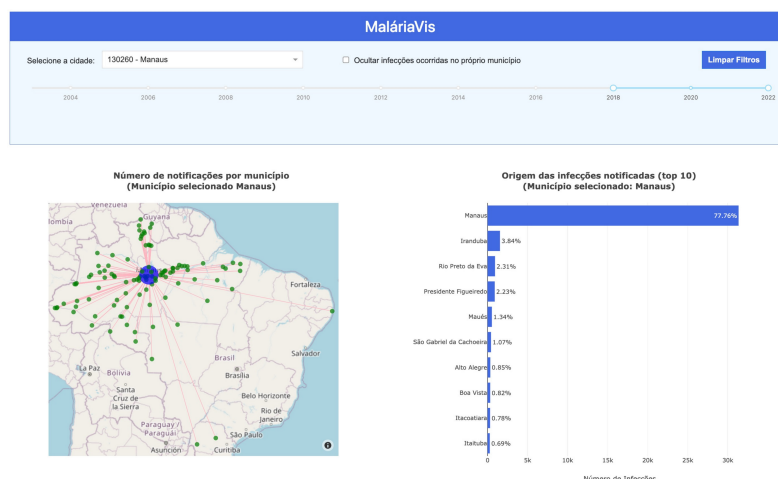 MaláriaVis
Selecione a cidade:
130260 - Manaus
Ocultar infecções ocorridas no próprio município
Limpar Filtros
2004 2006 2008 2010 2012 2014 2016 2018 2020 2022
Número de notificações por município
(Município selecionado Manaus)
Venezuela
lombia
Guyana
Fortaleza
Brasil
Salvador
La Paz
Bolivia
Brasília
Santa
Cruz de
la Sierra
Belo Horizonte
Rio de
Janeiro
Paraguay /
Paraguái
São Paulo
Asunción
Curitiba
Origem das infecções notificadas (top 10)
(Município selecionado: Manaus)
Manaus 77.76%
Iranduba 3.84%
Rio Preto da Eva 2.31%
Presidente Figueiredo 2.23%
Maués 1.34%
São Gabriel da Cachoeira 1.07%
Alto Alegre 0.85%
Boa Vista 0.82%
Itacoatiara 0.78%
Itaituba 0.69%
0 5k 10k 15k 20k 25k 30k
Número de Infecções